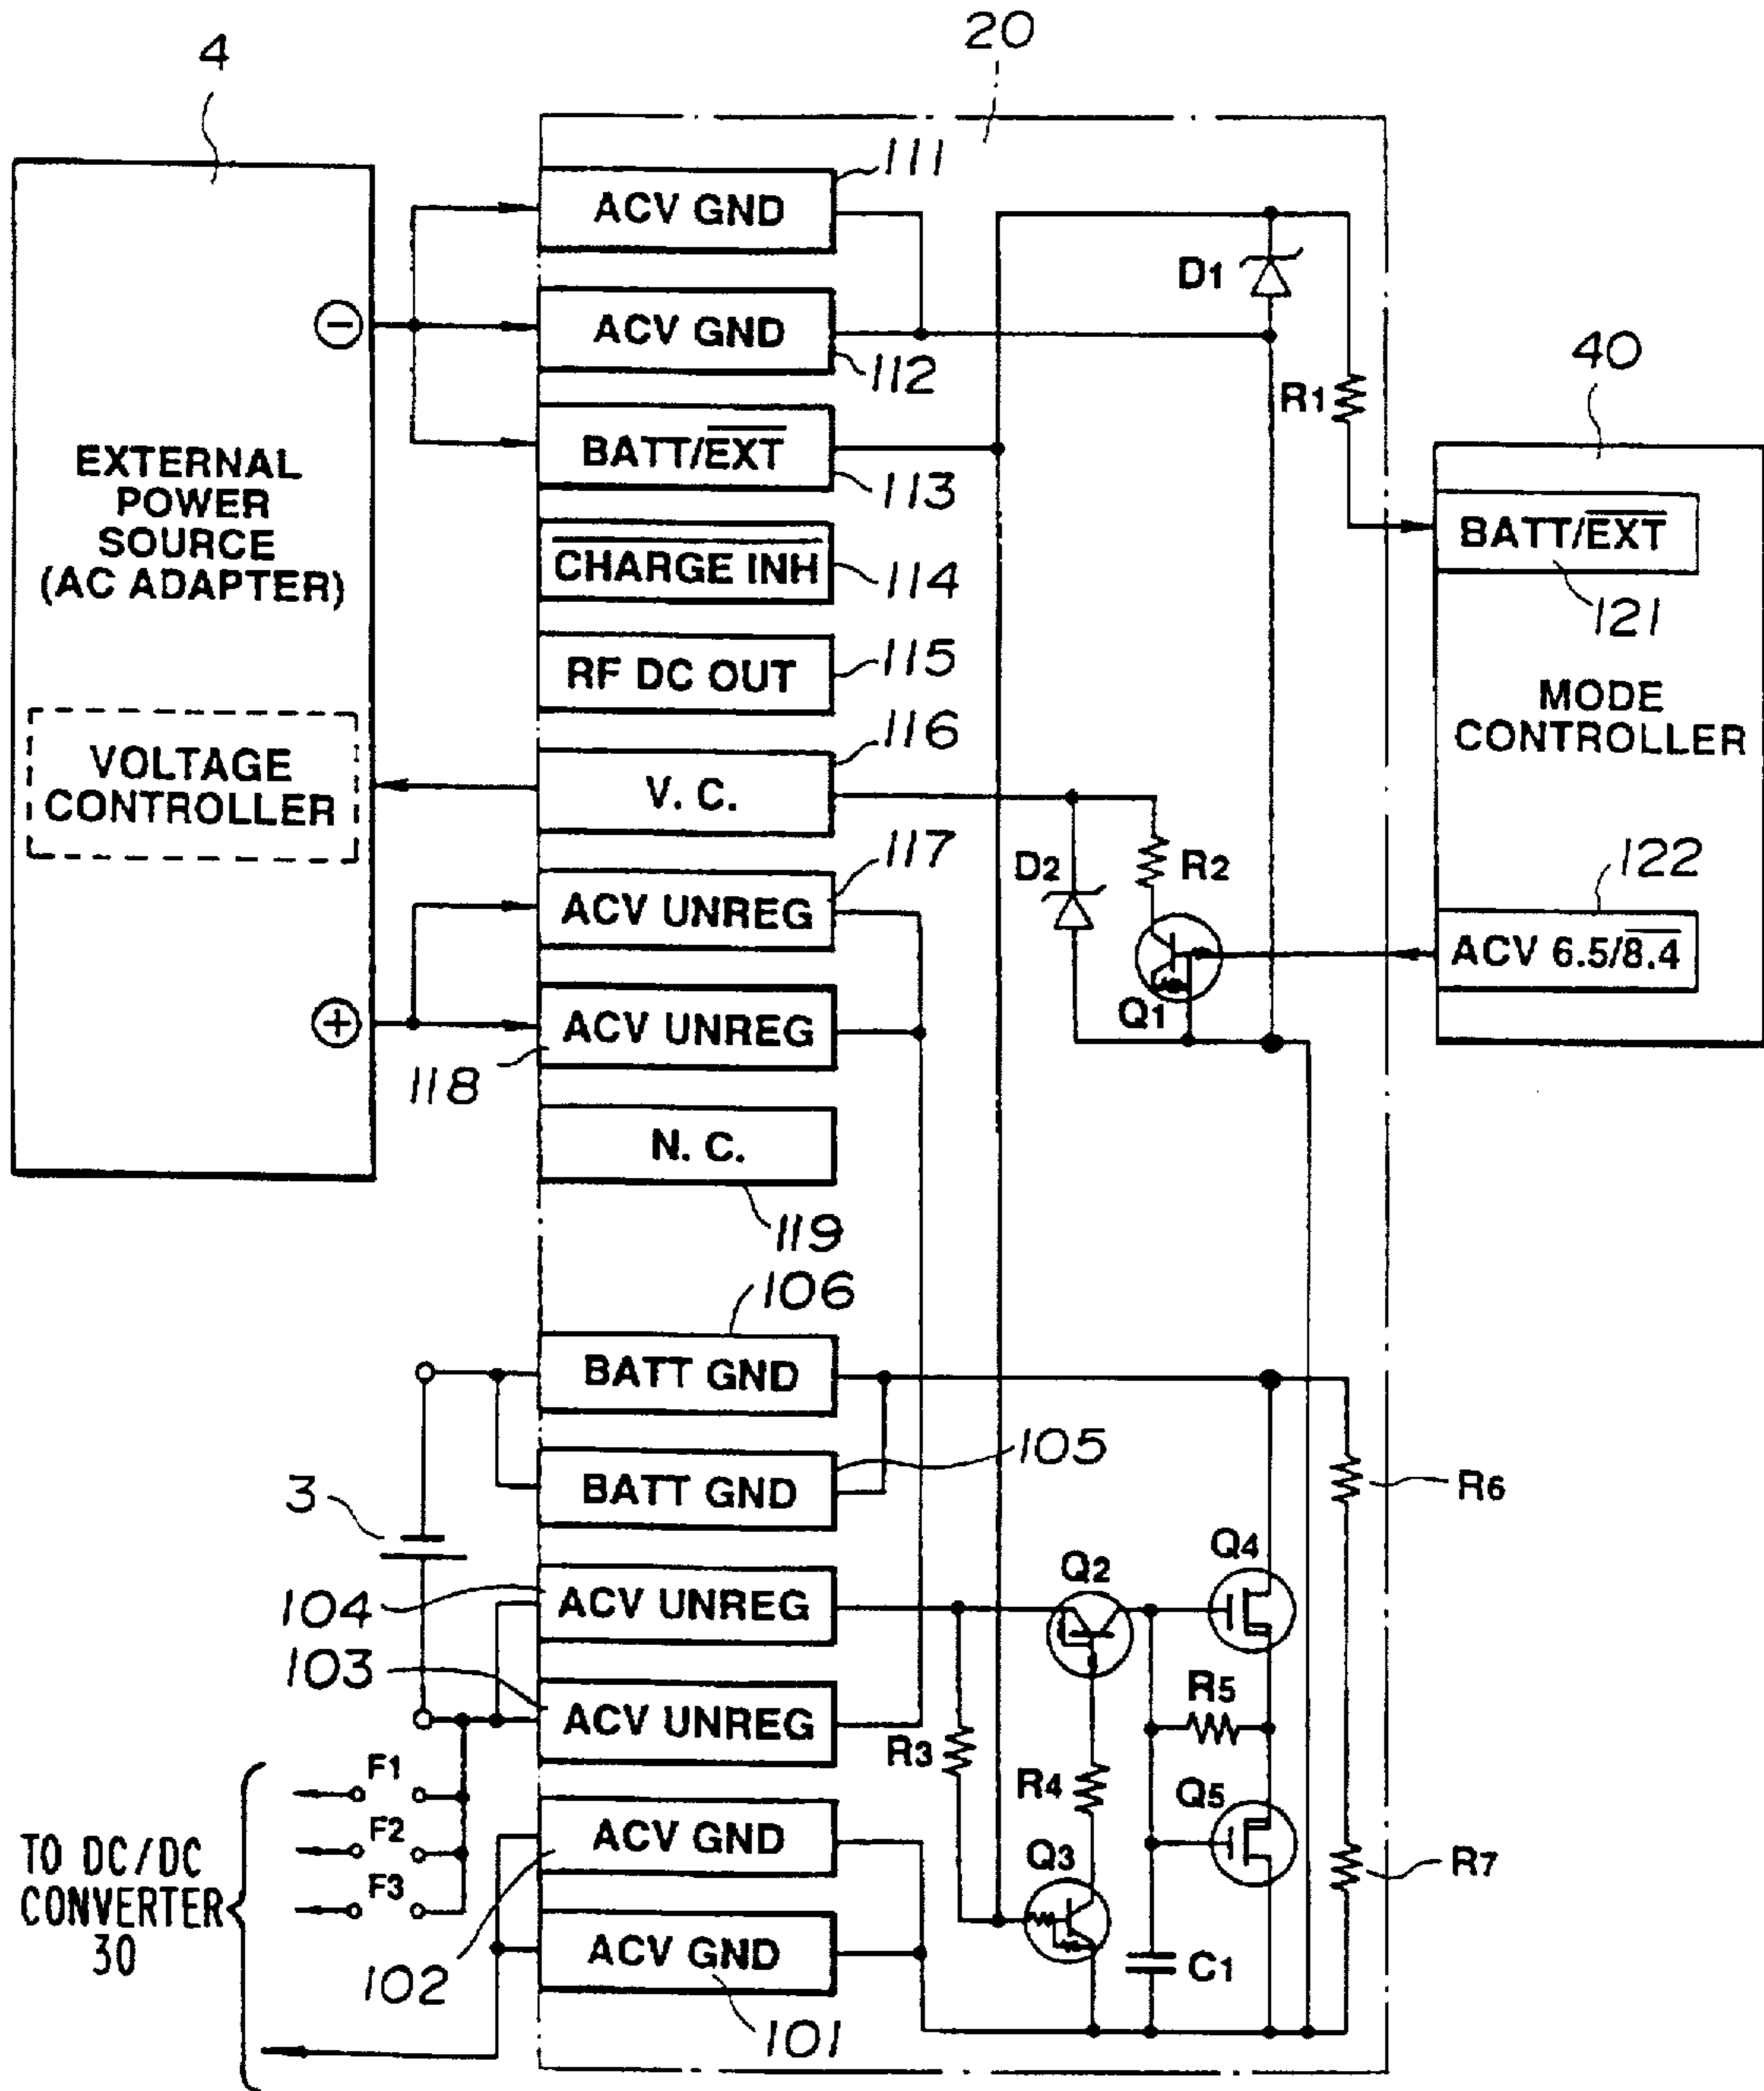 4
20
111
ACV GND
D1
⊖
ACV GND
112
40
R1
BATT/E̅X̅T̅
113
EXTERNAL
POWER
SOURCE
(AC ADAPTER)
BATT/E̅X̅T̅
121
C̅H̅A̅R̅G̅E̅ ̅I̅N̅H̅
114
RF DC OUT
115
MODE
CONTROLLER
VOLTAGE
CONTROLLER
116
V. C.
117
D2
R2
122
ACV UNREG
ACV 6.5/8̅.̅4̅
Q1
⊕
ACV UNREG
118
N. C.
119
106
BATT GND
105
BATT GND
R6
3
Q2
Q4
104
ACV UNREG
103
ACV UNREG
R5
R3
R4
F1
Q5
F2
ACV GND
Q3
R7
F3
TO DC/DC
CONVERTER
30
102
ACV GND
C1
101